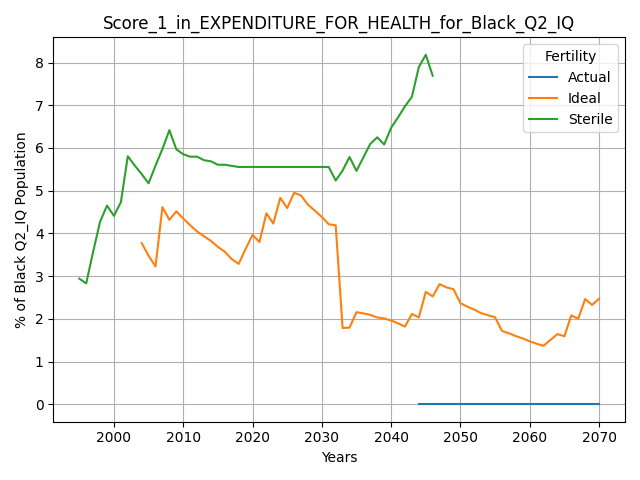 Score_1_in_EXPENDITURE_FOR_HEALTH_for_Black_Q2_IQ
Fertility
Actual
Ideal
Sterile
% of Black Q2_IQ Population
8
7
6
5
4
3
2
1
0
2000 2010 2020 2030 2040 2050 2060 2070
Years